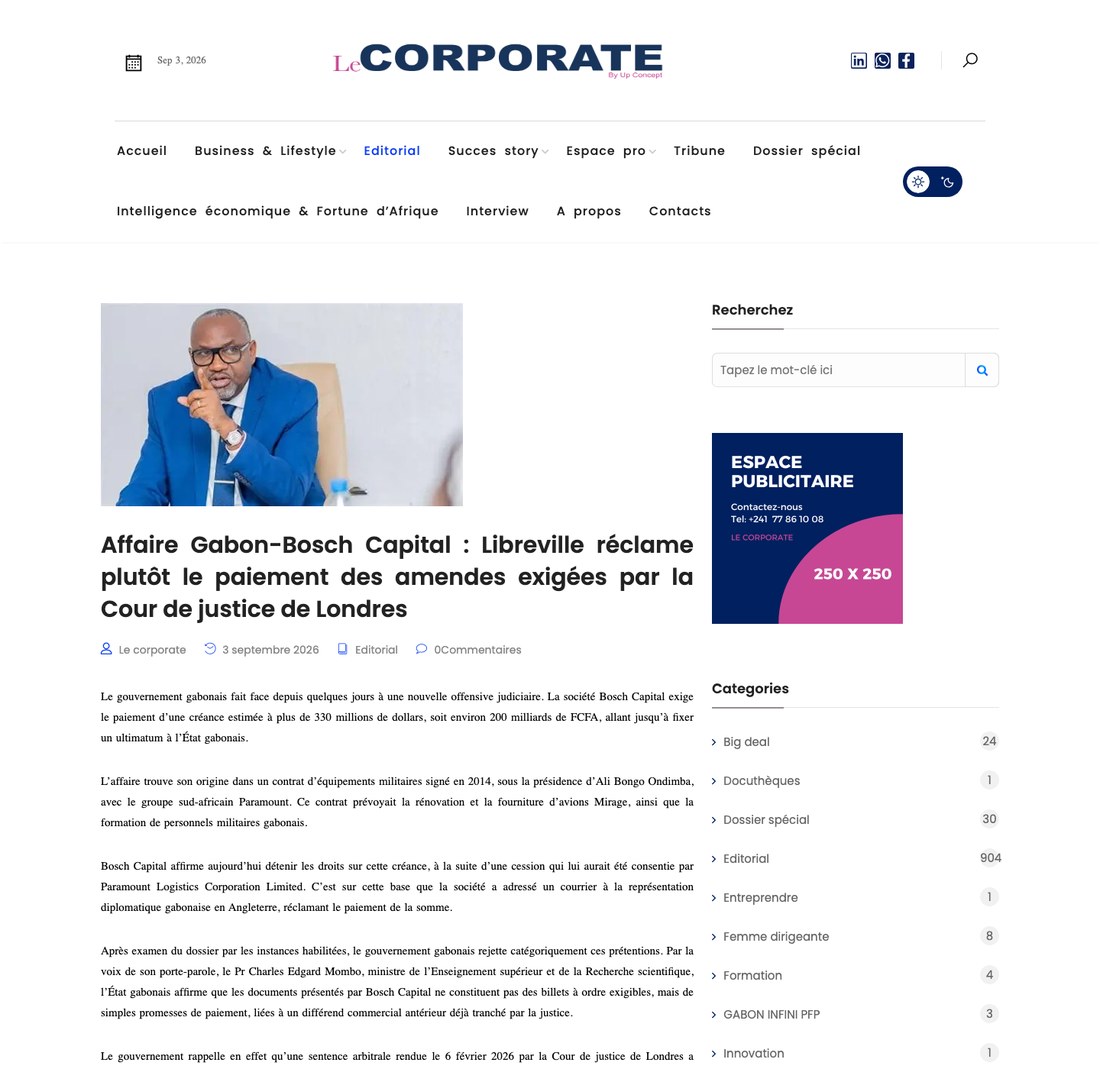 Sep 3, 2026
Le CORPORATE
By Up Concept
Accueil Business & Lifestyle Editorial Succes story Espace pro Tribune Dossier spécial
Intelligence économique & Fortune d’Afrique Interview A propos Contacts
Affaire Gabon-Bosch Capital : Libreville réclame
plutôt le paiement des amendes exigées par la
Cour de justice de Londres
Le corporate 3 septembre 2026 Editorial 0Commentaires
Le gouvernement gabonais fait face depuis quelques jours à une nouvelle offensive judiciaire. La société Bosch Capital exige
le paiement d’une créance estimée à plus de 330 millions de dollars, soit environ 200 milliards de FCFA, allant jusqu’à fixer
un ultimatum à l’État gabonais.
L’affaire trouve son origine dans un contrat d’équipements militaires signé en 2014, sous la présidence d’Ali Bongo Ondimba,
avec le groupe sud-africain Paramount. Ce contrat prévoyait la rénovation et la fourniture d’avions Mirage, ainsi que la
formation de personnels militaires gabonais.
Bosch Capital affirme aujourd’hui détenir les droits sur cette créance, à la suite d’une cession qui lui aurait été consentie par
Paramount Logistics Corporation Limited. C’est sur cette base que la société a adressé un courrier à la représentation
diplomatique gabonaise en Angleterre, réclamant le paiement de la somme.
Après examen du dossier par les instances habilitées, le gouvernement gabonais rejette catégoriquement ces prétentions. Par la
voix de son porte-parole, le Pr Charles Edgard Mombo, ministre de l’Enseignement supérieur et de la Recherche scientifique,
l’État gabonais affirme que les documents présentés par Bosch Capital ne constituent pas des billets à ordre exigibles, mais de
simples promesses de paiement, liées à un différend commercial antérieur déjà tranché par la justice.
Le gouvernement rappelle en effet qu’une sentence arbitrale rendue le 6 février 2026 par la Cour de justice de Londres a
Recherchez
Tapez le mot-clé ici
ESPACE
PUBLICITAIRE
Contactez-nous
Tel: +241 77 86 10 08
LE CORPORATE
250 X 250
Categories
Big deal 24
Docuthèques 1
Dossier spécial 30
Editorial 904
Entreprendre 1
Femme dirigeante 8
Formation 4
GABON INFINI PFP 3
Innovation 1